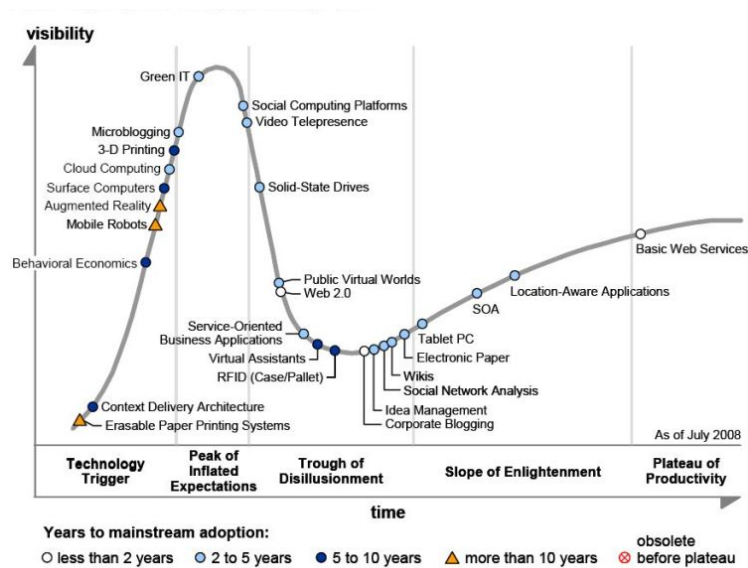 visibility
Green IT
Social Computing Platforms
Video Telepresence
Microblogging
3-D Printing
Cloud Computing
Surface Computers
Solid-State Drives
Augmented Reality
Mobile Robots
Basic Web Services
Behavioral Economics
Public Virtual Worlds
Web 2.0
Location-Aware Applications
SOA
Service-Oriented
Business Applications
Tablet PC
Virtual Assistants
Electronic Paper
RFID (Case/Pallet)
Wikis
Social Network Analysis
Context Delivery Architecture
Idea Management
Erasable Paper Printing Systems
Corporate Blogging
As of July 2008
Technology
Trigger
Peak of
Inflated
Expectations
Trough of
Disillusionment
Slope of Enlightenment
Plateau of
Productivity
time
Years to mainstream adoption:
less than 2 years
2 to 5 years
5 to 10 years
more than 10 years
obsolete
before plateau